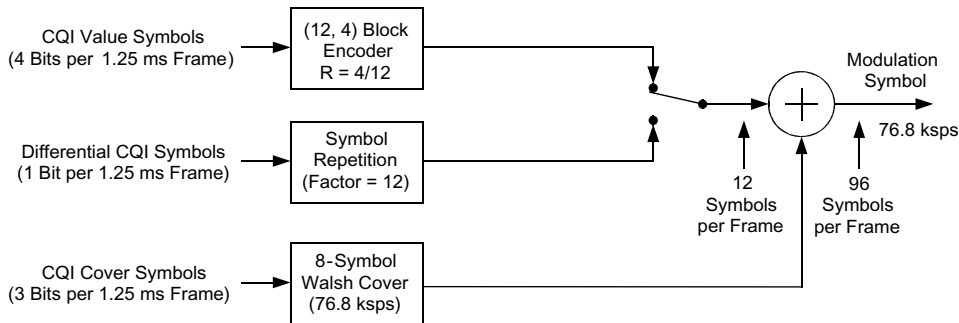 CQI Value Symbols
(4 Bits per 1.25 ms Frame)
(12, 4) Block
Encoder
R = 4/12
Modulation
Symbol
76.8 ksps
Differential CQI Symbols
(1 Bit per 1.25 ms Frame)
Symbol
Repetition
(Factor = 12)
12
Symbols
per Frame
96
Symbols
per Frame
CQI Cover Symbols
(3 Bits per 1.25 ms Frame)
8-Symbol
Walsh Cover
(76.8 ksps)